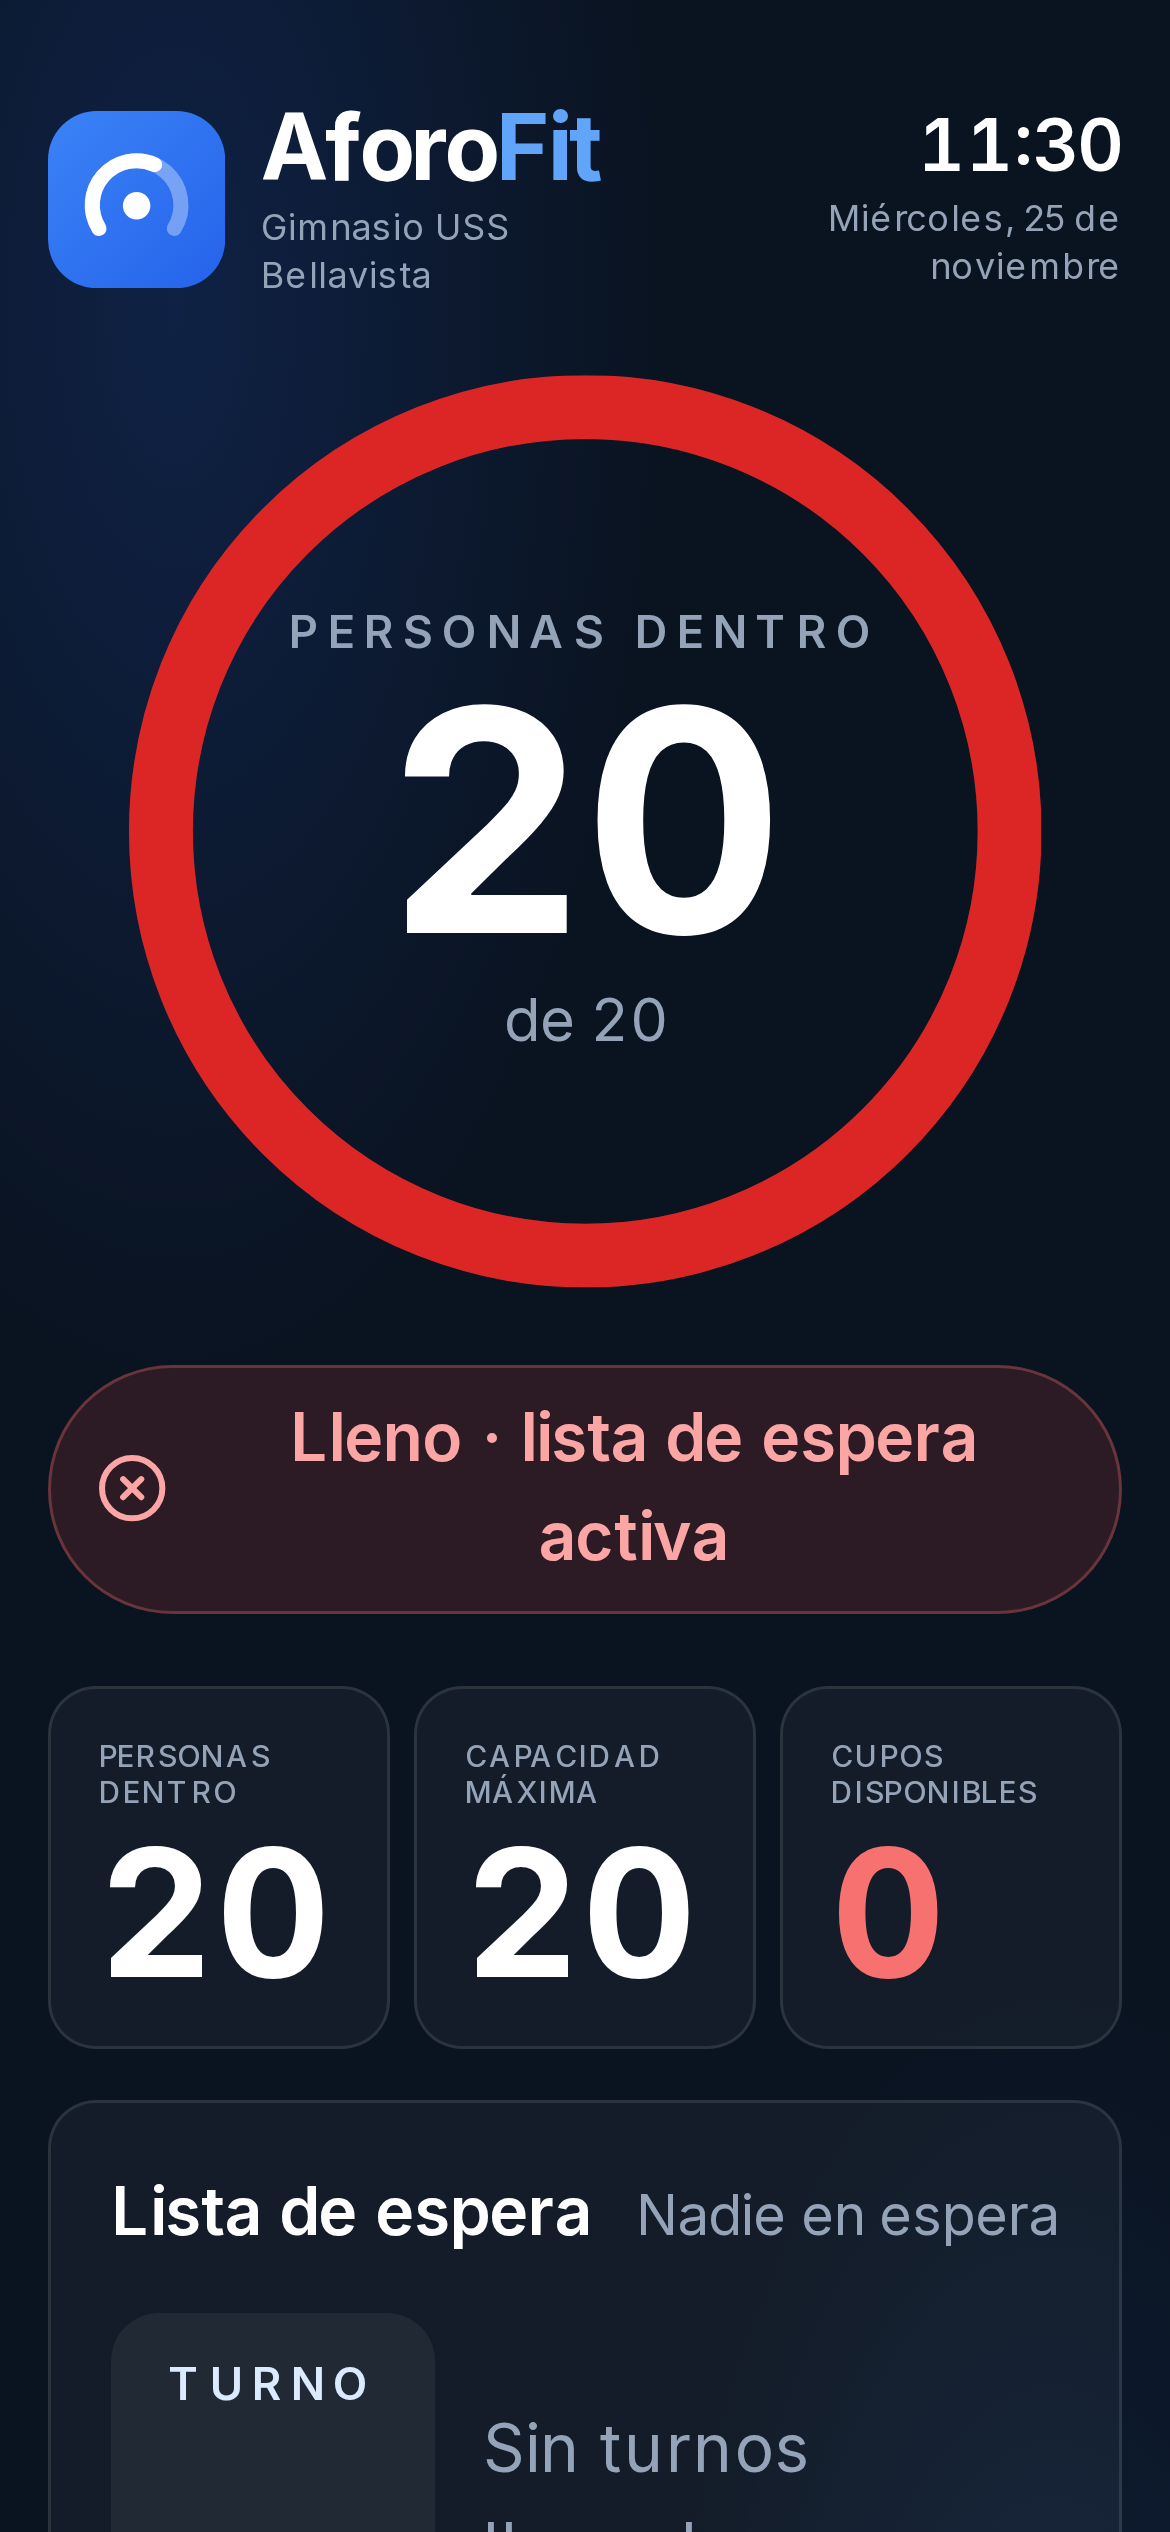 AforoFit
Gimnasio USS
Bellavista
11:30
Miércoles, 25 de
noviembre
PERSONAS DENTRO
20
de 20
Lleno · lista de espera
activa
PERSONAS
DENTRO
20
CAPACIDAD
MÁXIMA
20
CUPOS
DISPONIBLES
0
Lista de espera
Nadie en espera
TURNO
Sin turnos